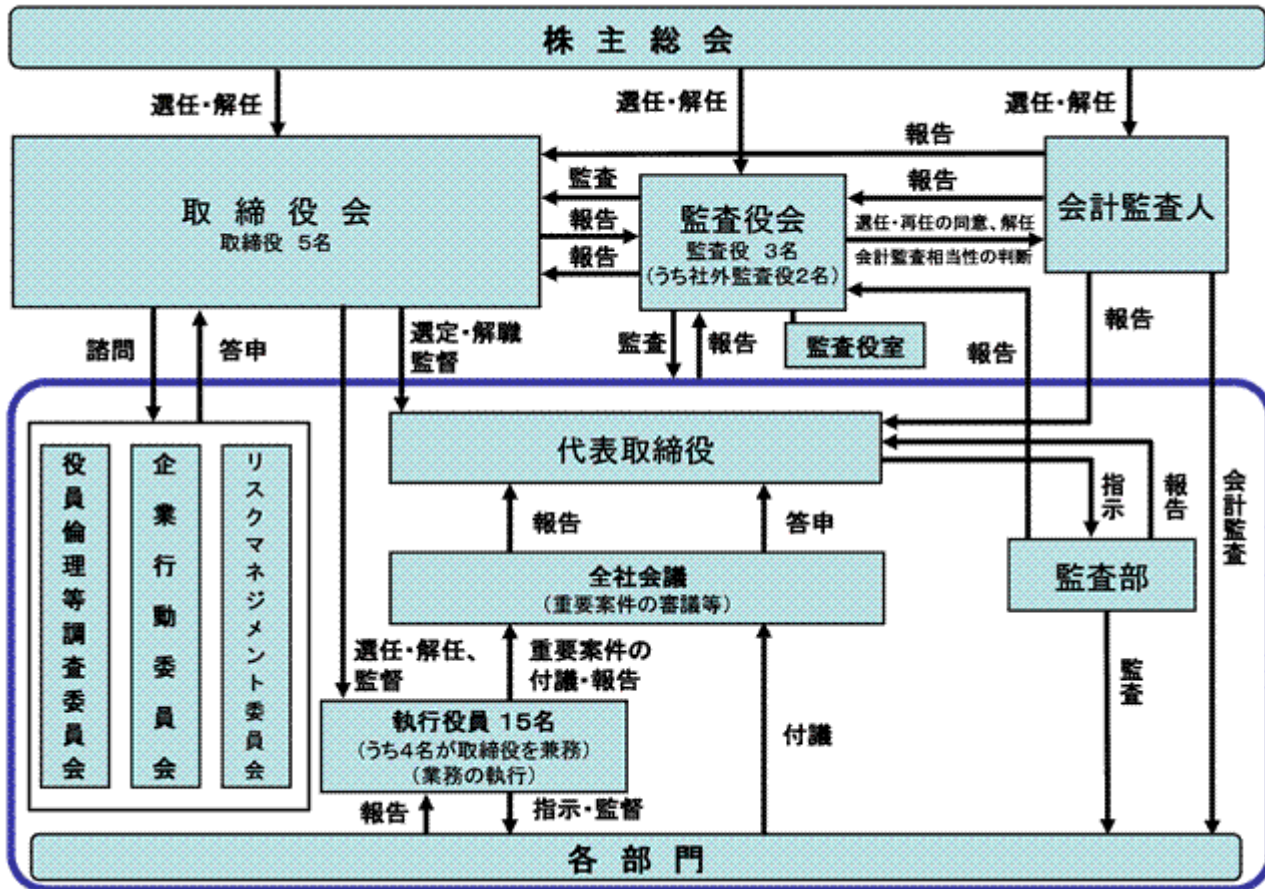 株主総会
選任・解任
選任・解任
選任・解任
報告
取締役会
取締役 5名
監査
報告
報告
監査役会
監査役 3名
(うち社外監査役2名)
報告
選任・再任の同意、解任
会計監査相当性の判断
会計監査人
諮問
答申
選定・解職
監督
監査
報告
監査役室
報告
報告
役員倫理等調査委員会
企業行動委員会
リスクマネジメント委員会
代表取締役
報告
答申
指示
報告
会計監査
全社会議
(重要案件の審議等)
監査部
選任・解任、
監督
重要案件の
付議・報告
執行役員 15名
(うち4名が取締役を兼務)
(業務の執行)
付議
監査
報告
指示・監督
各部門